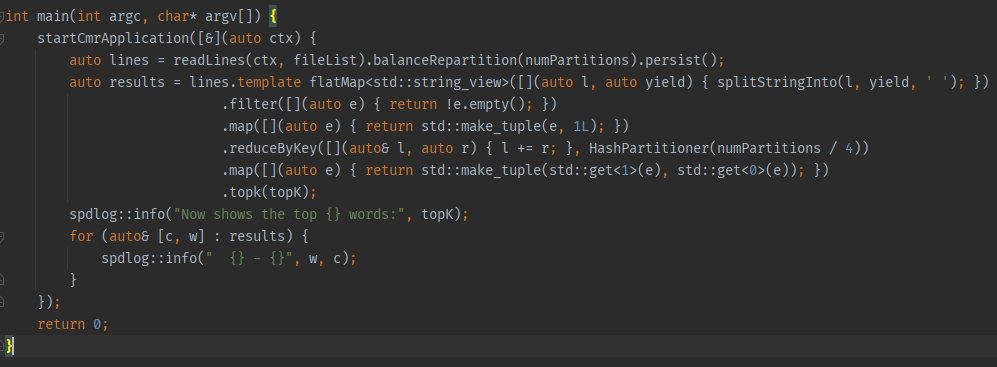 int main(int argc, char* argv[]) {
    startCmrApplication([&](auto ctx) {
        auto lines = readLines(ctx, fileList).balanceRepartition(numPartitions).persist();
        auto results = lines.template flatMap<std::string_view>([](auto l, auto yield) { splitStringInto(l, yield, ' '); })
                           .filter([](auto e) { return !e.empty(); })
                           .map([](auto e) { return std::make_tuple(e, 1L); })
                           .reduceByKey([](auto& l, auto r) { l += r; }, HashPartitioner(numPartitions / 4))
                           .map([](auto e) { return std::make_tuple(std::get<1>(e), std::get<0>(e)); })
                           .topk(topK);
        spdlog::info("Now shows the top {} words:", topK);
        for (auto& [c, w] : results) {
            spdlog::info("  {} - {}", w, c);
        }
    });
    return 0;
}